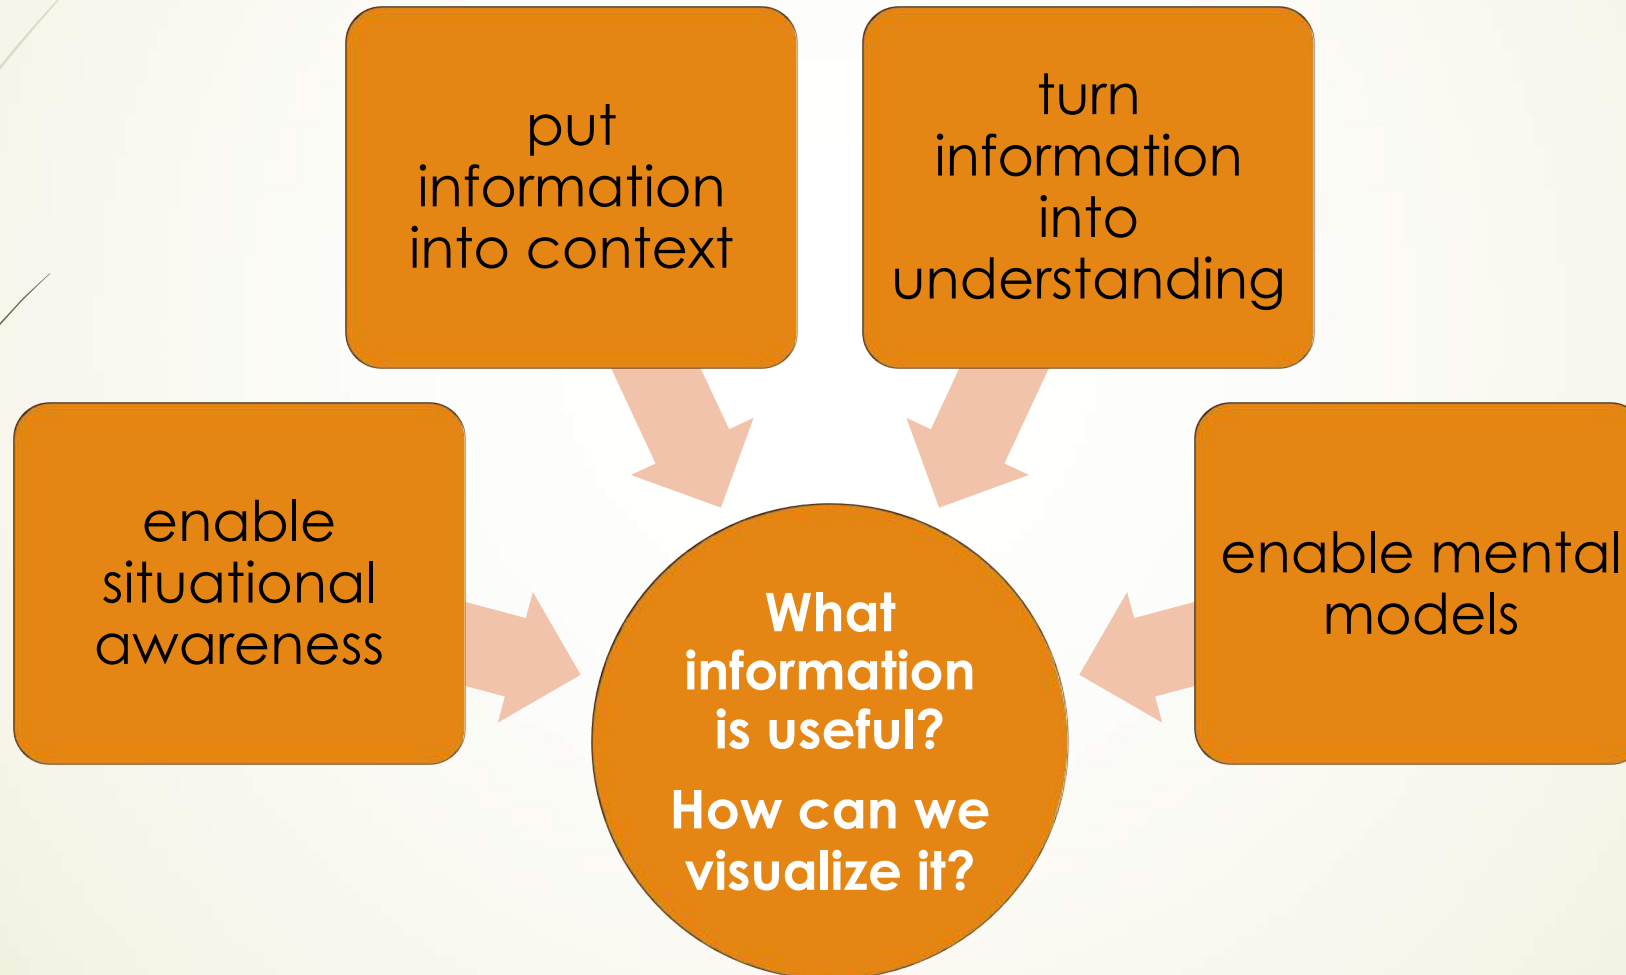 put
information
into context
turn
information
into
understanding
enable
situational
awareness
enable mental
models
What
information
is useful?
How can we
visualize it?